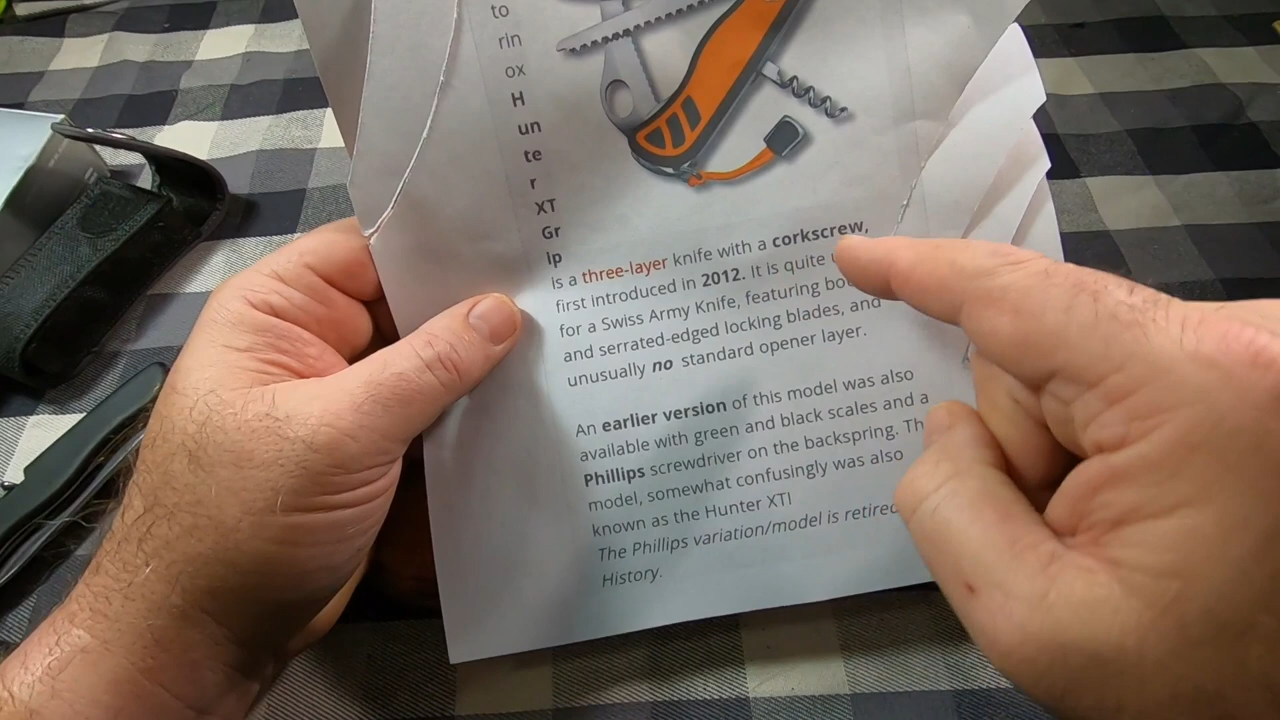 to
rin
ox
H
un
te
r
XT
Gr
ip
is a three-layer knife with a corkscrew,
first introduced in 2012. It is quite
for a Swiss Army Knife, featuring
and serrated-edged locking blades, and
unusually no standard opener layer.
An earlier version of this model was also
available with green and black scales and a
Phillips screwdriver on the backspring. Th
model, somewhat confusingly was also
known as the Hunter XT!
The Phillips variation/model is retired
History.